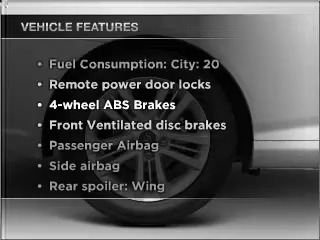 VEHICLE FEATURES
• Fuel Consumption: City: 20
• Remote power door locks
• 4-wheel ABS Brakes
• Front Ventilated disc brakes
• Passenger Airbag
• Side airbag
• Rear spoiler: Wing